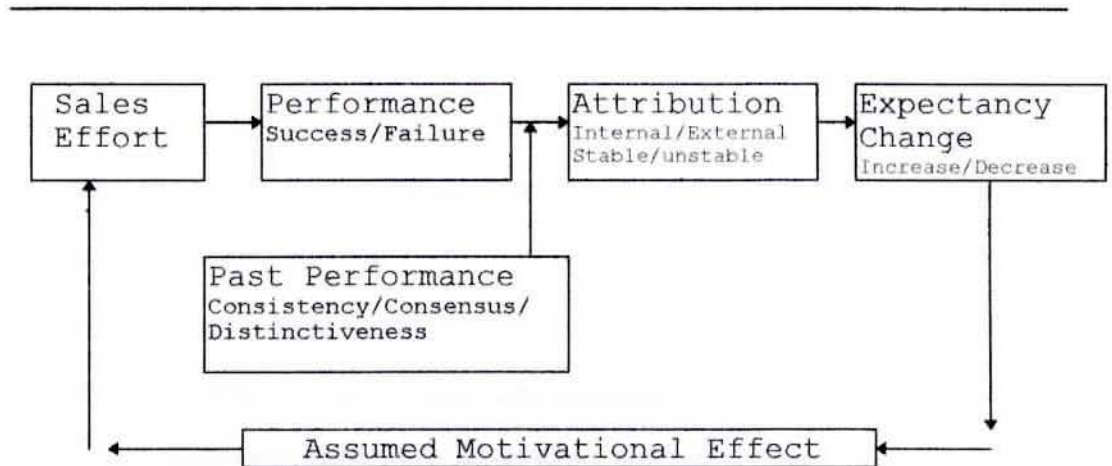 Sales
Effort
Performance
Success/Failure
Attribution
Internal/External
Stable/unstable
Expectancy
Change
Increase/Decrease
Past Performance
Consistency/Consensus/
Distinctiveness
Assumed Motivational Effect